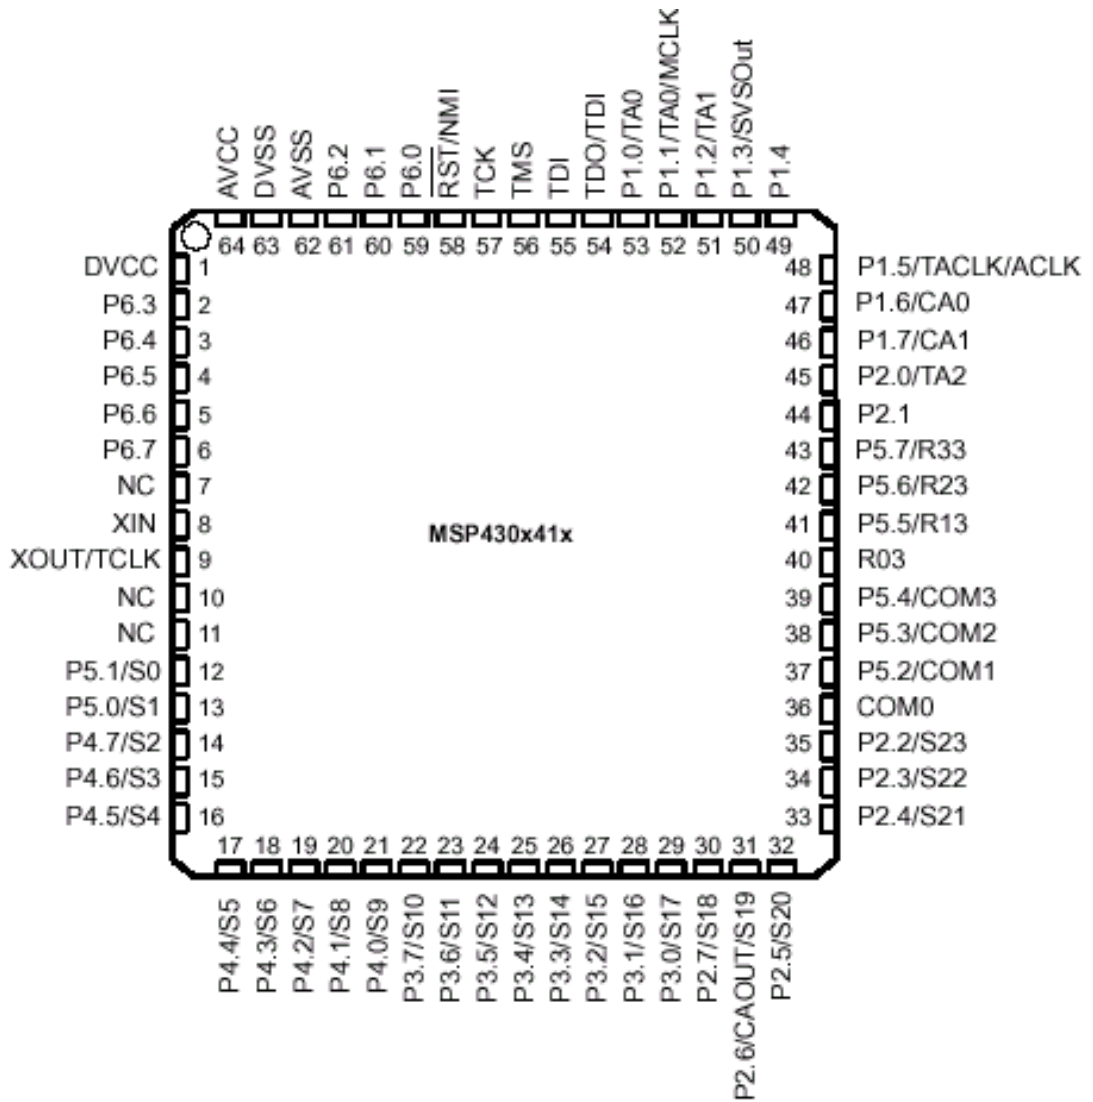 AVCC
DVSS
AVSS
P6.2
P6.1
P6.0
RST/NMI
TCK
TMS
TDI
TDO/TDI
P1.0/TA0
P1.1/TA0/MCLK
P1.2/TA1
P1.3/SVSOut
P1.4
64 63 62 61 60 59 58 57 56 55 54 53 52 51 50 49
DVCC 1 48 P1.5/TACLK/ACLK
P6.3 2 47 P1.6/CA0
P6.4 3 46 P1.7/CA1
P6.5 4 45 P2.0/TA2
P6.6 5 44 P2.1
P6.7 6 43 P5.7/R33
NC 7 42 P5.6/R23
XIN 8 41 P5.5/R13
MSP430x41x
XOUT/TCLK 9 40 R03
NC 10 39 P5.4/COM3
NC 11 38 P5.3/COM2
P5.1/S0 12 37 P5.2/COM1
P5.0/S1 13 36 COM0
P4.7/S2 14 35 P2.2/S23
P4.6/S3 15 34 P2.3/S22
P4.5/S4 16 33 P2.4/S21
17 18 19 20 21 22 23 24 25 26 27 28 29 30 31 32
P4.4/S5
P4.3/S6
P4.2/S7
P4.1/S8
P4.0/S9
P3.7/S10
P3.6/S11
P3.5/S12
P3.4/S13
P3.3/S14
P3.2/S15
P3.1/S16
P3.0/S17
P2.7/S18
P2.6/CAOUT/S19
P2.5/S20